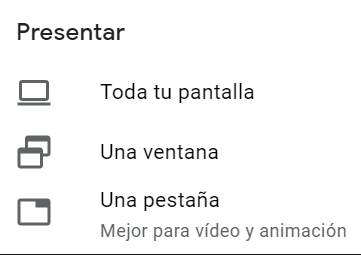 Presentar
Toda tu pantalla
Una ventana
Una pestaña
Mejor para vídeo y animación